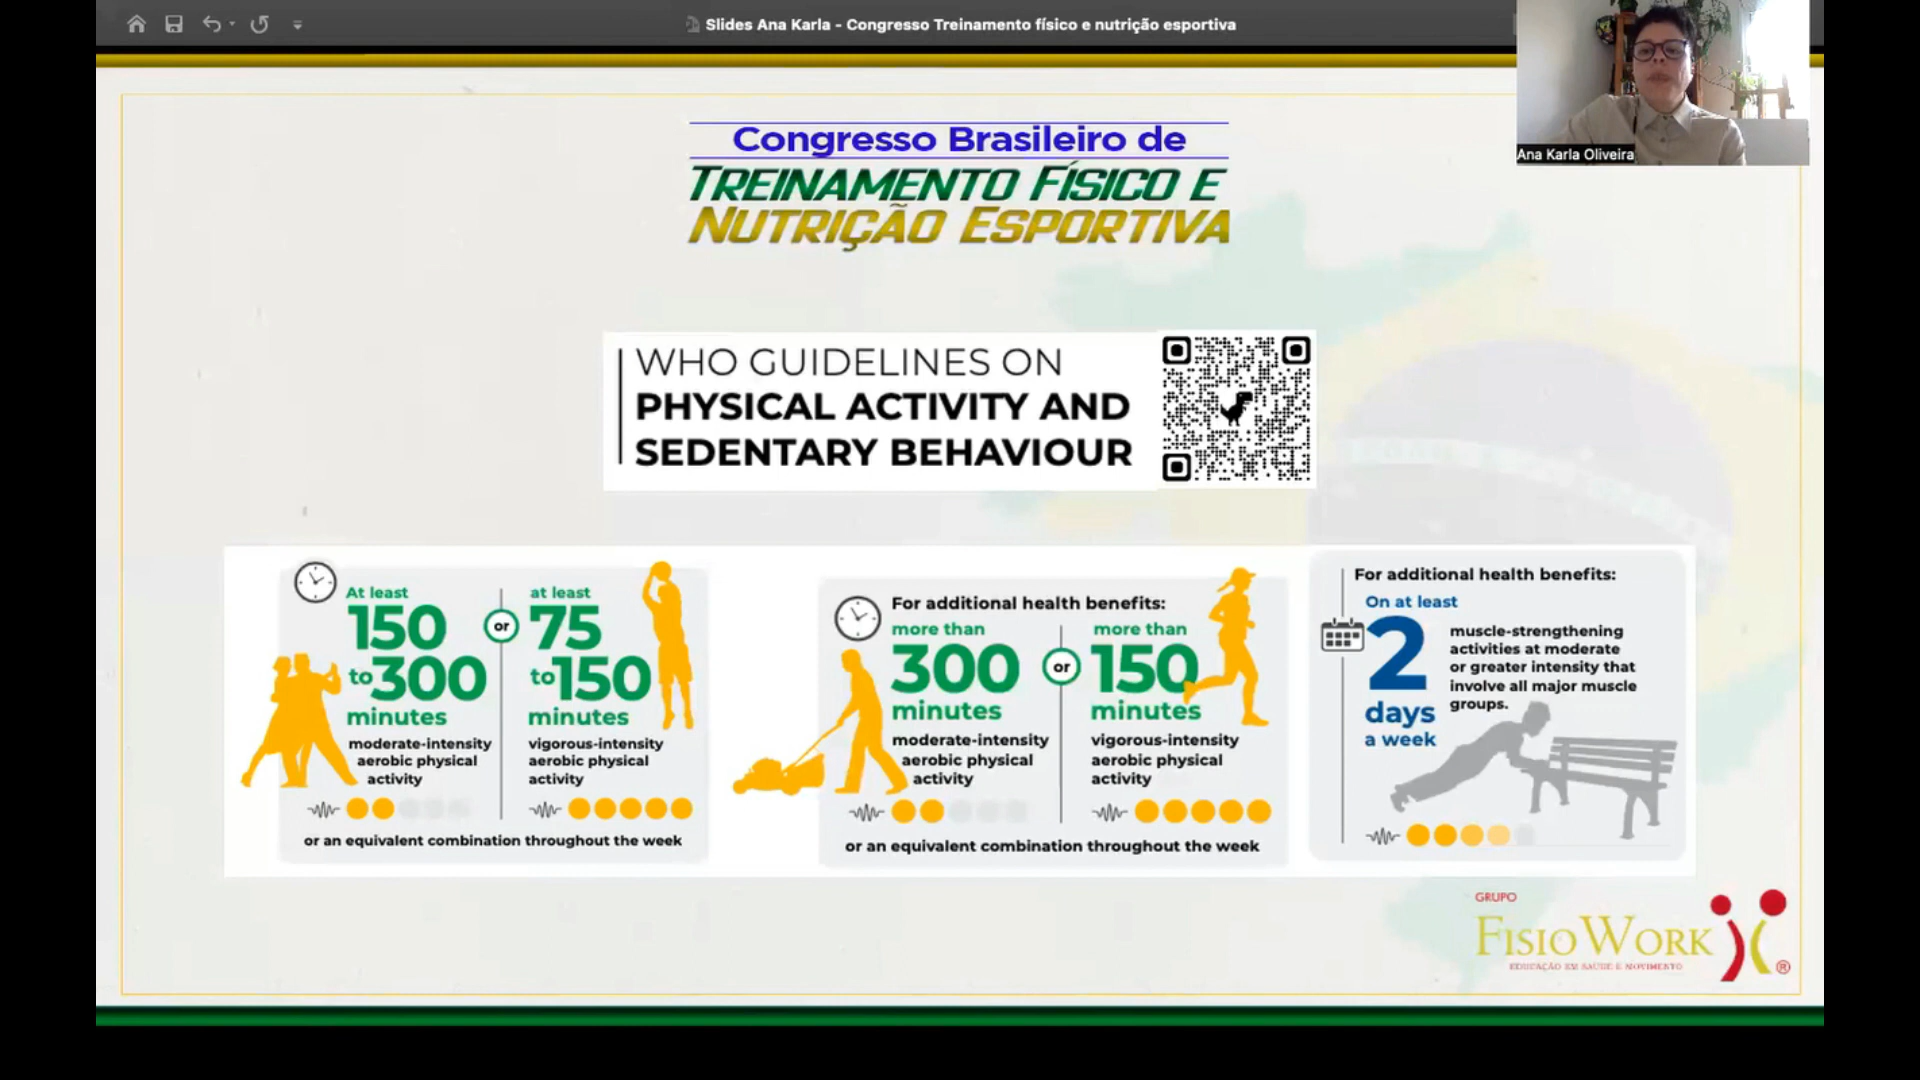 Slides Ana Karla - Congresso Treinamento físico e nutrição esportiva
Ana Karla Oliveira
Congresso Brasileiro de
TREINAMENTO FÍSICO E
NUTRIÇÃO ESPORTIVA
WHO GUIDELINES ON
PHYSICAL ACTIVITY AND
SEDENTARY BEHAVIOUR
At least
150
to 300
minutes
moderate-intensity
aerobic physical
activity
or
at least
75
to 150
minutes
vigorous-intensity
aerobic physical
activity
or an equivalent combination throughout the week
For additional health benefits:
more than
300
minutes
moderate-intensity
aerobic physical
activity
or
more than
150
minutes
vigorous-intensity
aerobic physical
activity
or an equivalent combination throughout the week
For additional health benefits:
On at least
2
days
a week
muscle-strengthening
activities at moderate
or greater intensity that
involve all major muscle
groups.
GRUPO
FISIOWORK
EDUCAÇÃO EM SAÚDE E MOVIMENTO
®